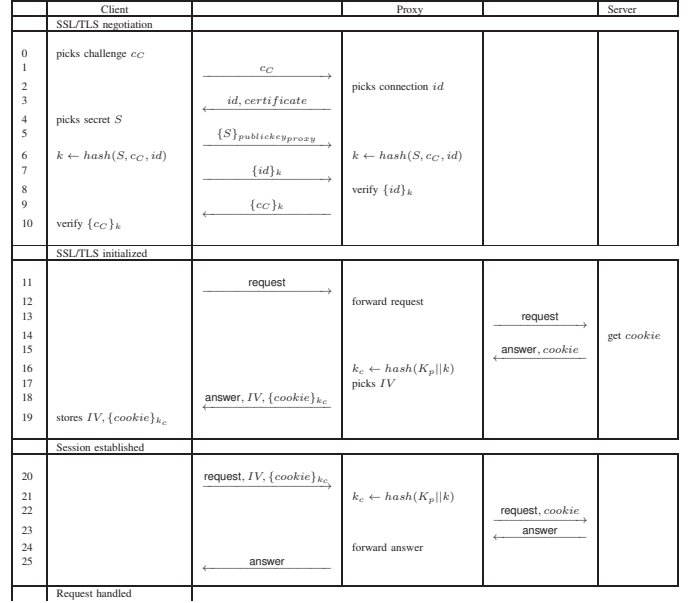 Client Proxy Server
SSL/TLS negotiation
0 picks challenge c_C
1 c_C
2 picks connection id
3 id, certificate
4 picks secret S
5 {S}_{publickey_{proxy}}
6 k ← hash(S, c_C, id) k ← hash(S, c_C, id)
7 {id}_k
8 verify {id}_k
9 {c_C}_k
10 verify {c_C}_k
SSL/TLS initialized
11 request
12 forward request
13 request
14 get cookie
15 answer, cookie
16 k_c ← hash(K_p||k)
17 picks IV
18 answer, IV, {cookie}_{k_c}
19 stores IV, {cookie}_{k_c}
Session established
20 request, IV, {cookie}_{k_c}
21 k_c ← hash(K_p||k)
22 request, cookie
23 answer
24 forward answer
25 answer
Request handled